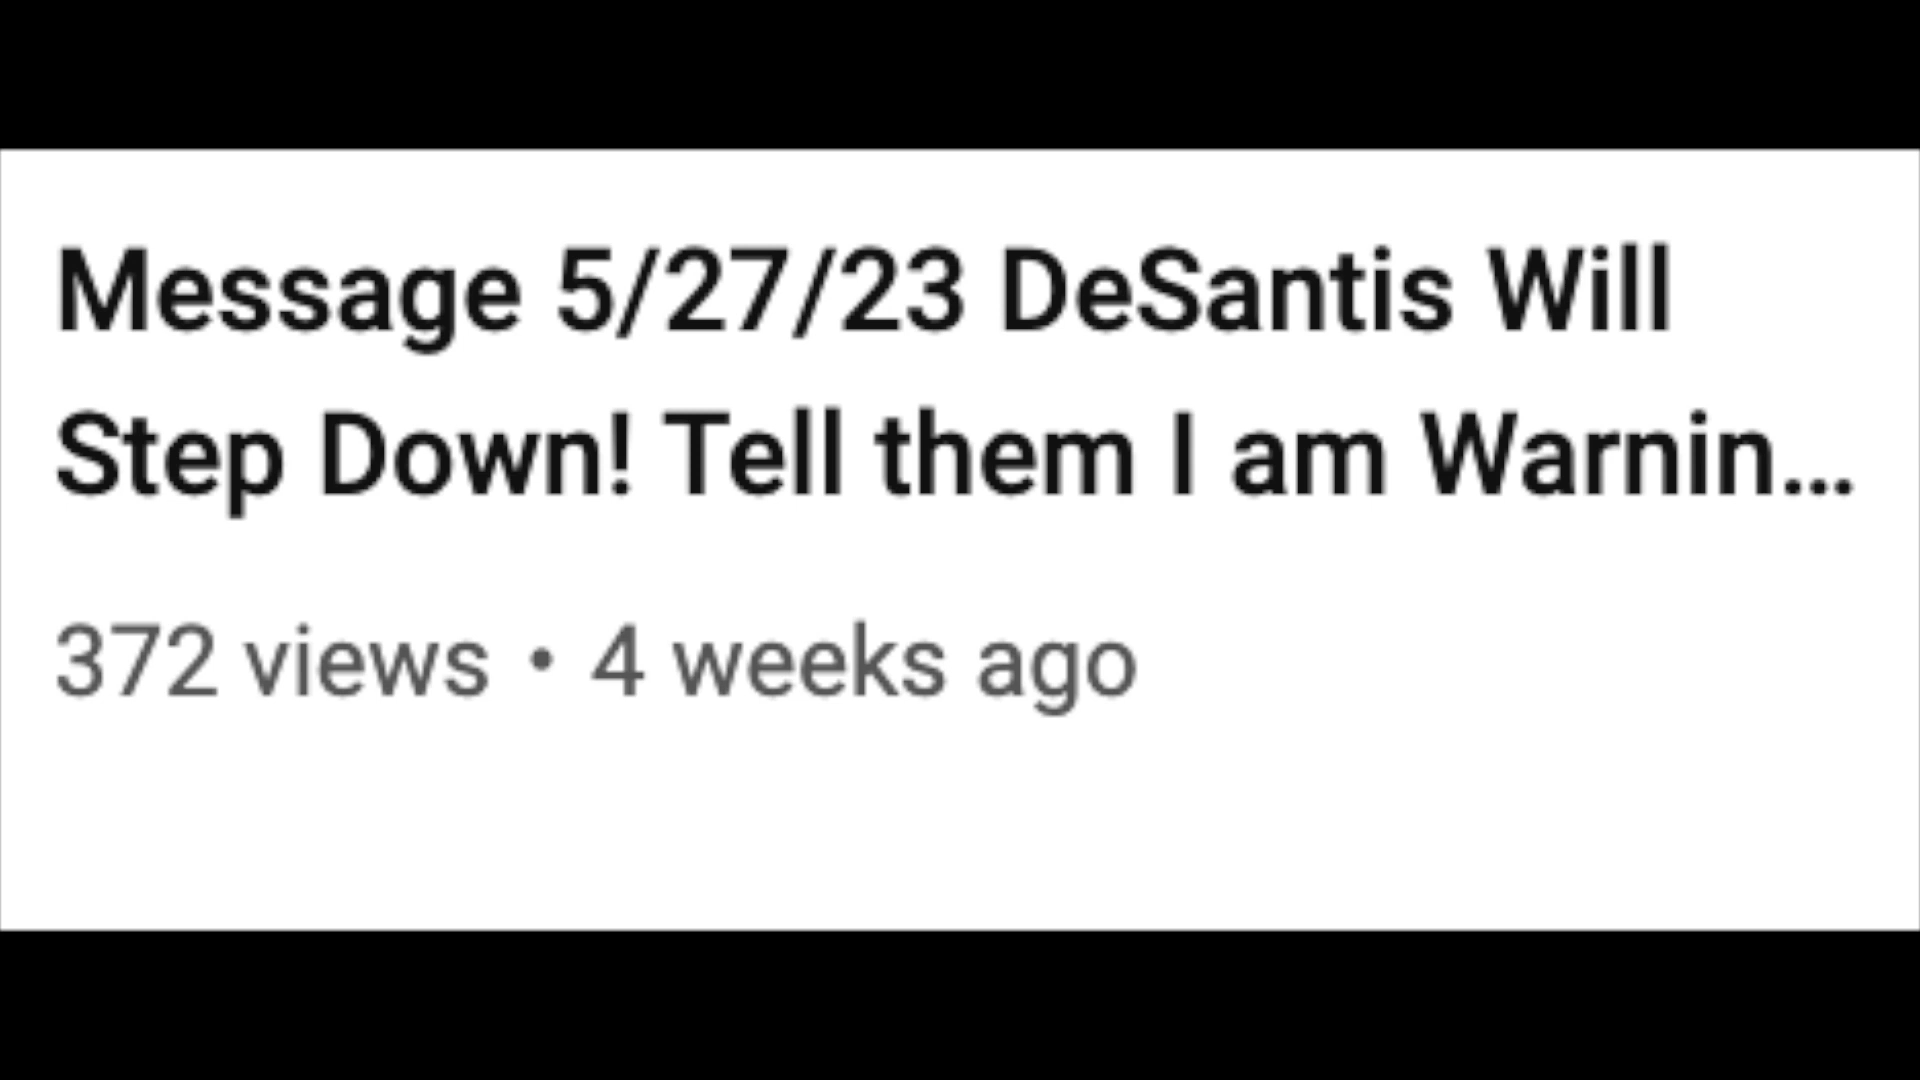 Message 5/27/23 DeSantis Will
Step Down! Tell them I am Warnin...
372 views • 4 weeks ago